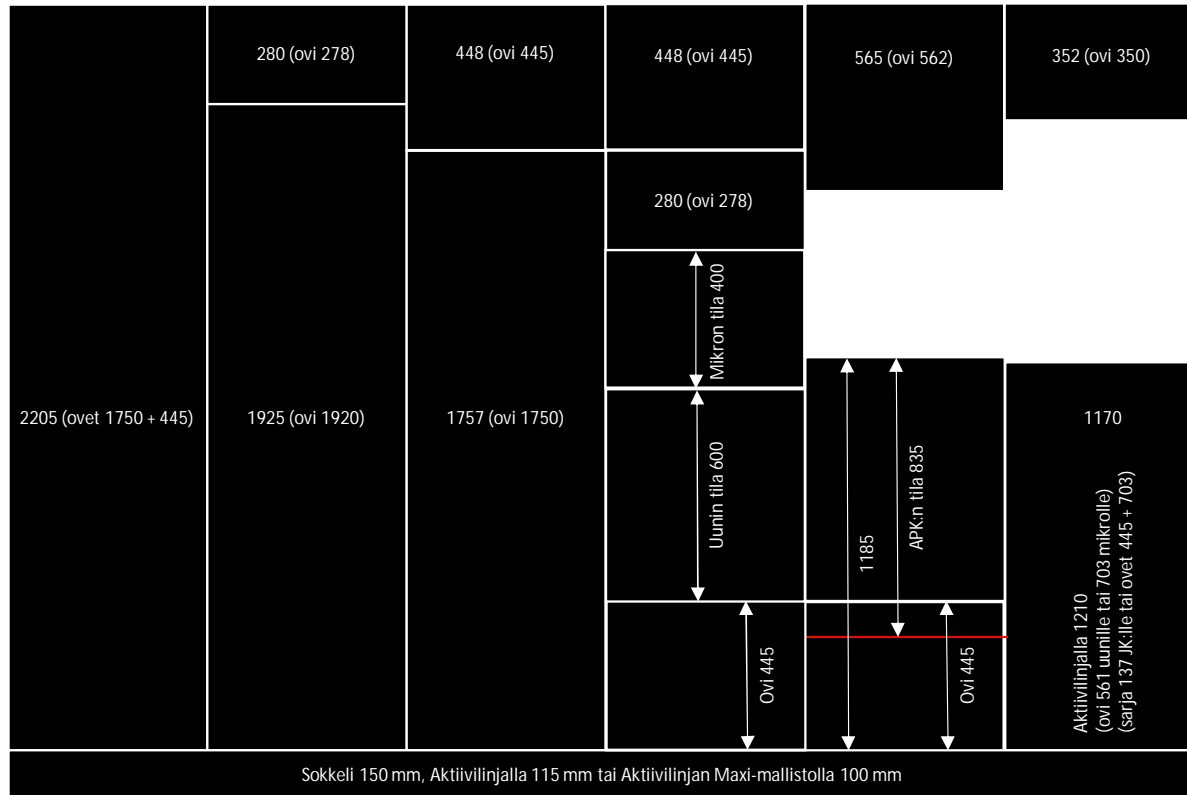 280 (ovi 278)
448 (ovi 445)
448 (ovi 445)
565 (ovi 562)
352 (ovi 350)
280 (ovi 278)
Mikron tila 400
2205 (ovet 1750 + 445)
1925 (ovi 1920)
1757 (ovi 1750)
Uunin tila 600
1185
APK:n tila 835
1170
Aktiivilinjalla 1210
(ovi 561 uunille tai 703 mikrolle)
(sarja 137 JK:lle tai ovet 445 + 703)
Ovi 445
Ovi 445
Sokkeli 150 mm, Aktiivilinjalla 115 mm tai Aktiivilinjan Maxi-mallistolla 100 mm